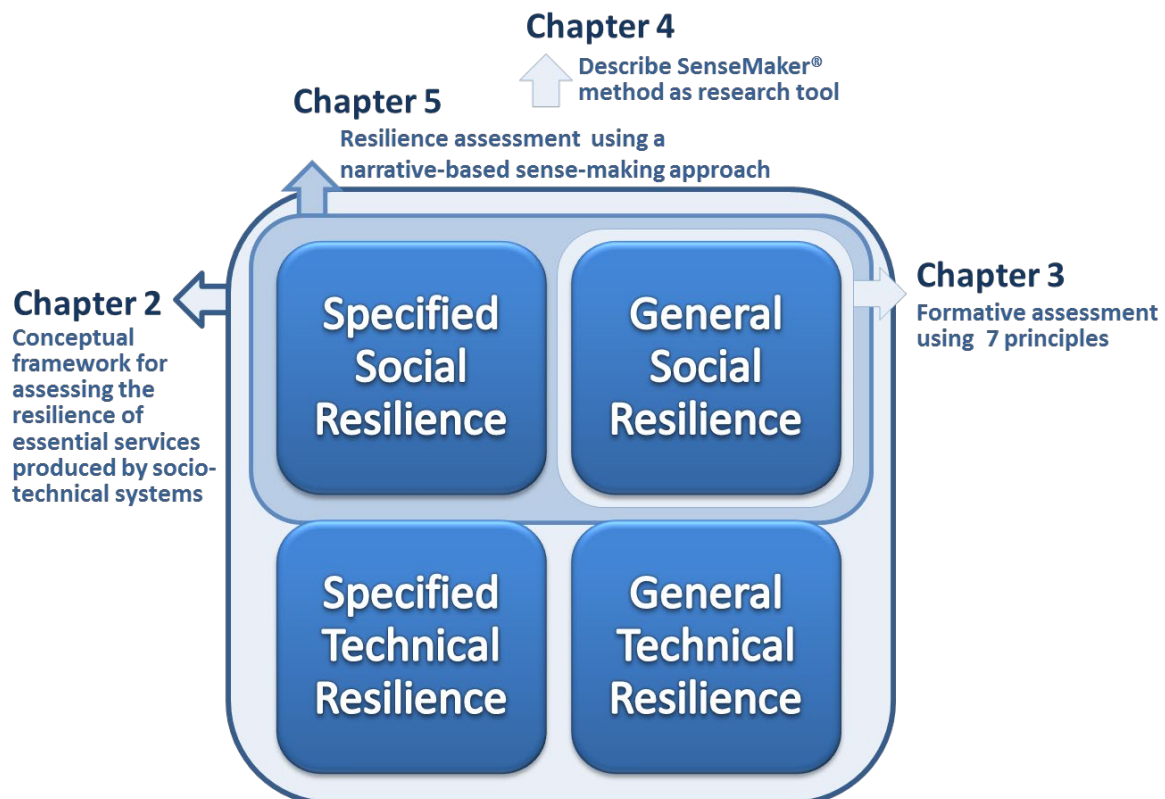 Chapter 4
Describe SenseMaker®
method as research tool
Chapter 5
Resilience assessment using a
narrative-based sense-making approach
Chapter 2
Conceptual
framework for
assessing the
resilience of
essential services
produced by socio-
technical systems
Specified
Social
Resilience
General
Social
Resilience
Chapter 3
Formative assessment
using 7 principles
Specified
Technical
Resilience
General
Technical
Resilience